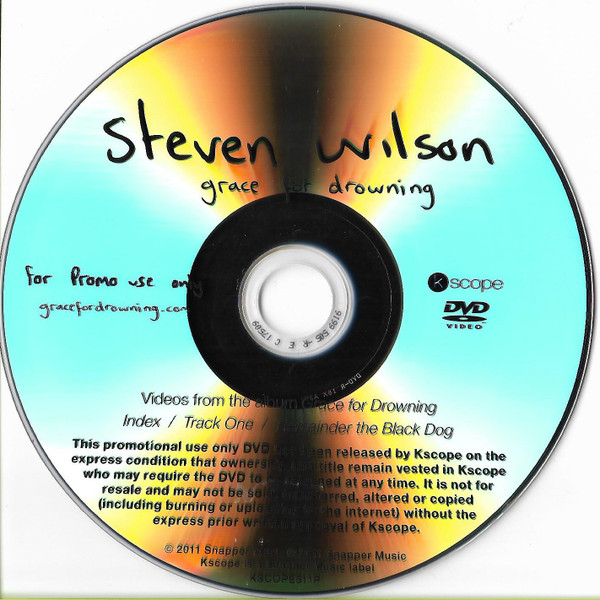 Steven Wilson
grace for drowning
for Promo use only
gracefordrowning.com
kscope
DVD
VIDEO
Videos from the album Grace for Drowning
Index / Track One / Remainder the Black Dog
This promotional use only DVD has been released by Kscope on the
express condition that ownership and title remain vested in Kscope
who may require the DVD to be returned at any time. It is not for
resale and may not be sold, transferred, altered or copied
(including burning or uploading to the internet) without the
express prior written approval of Kscope.
© 2011 Snapper Music
Kscope label
KSCOPE511P